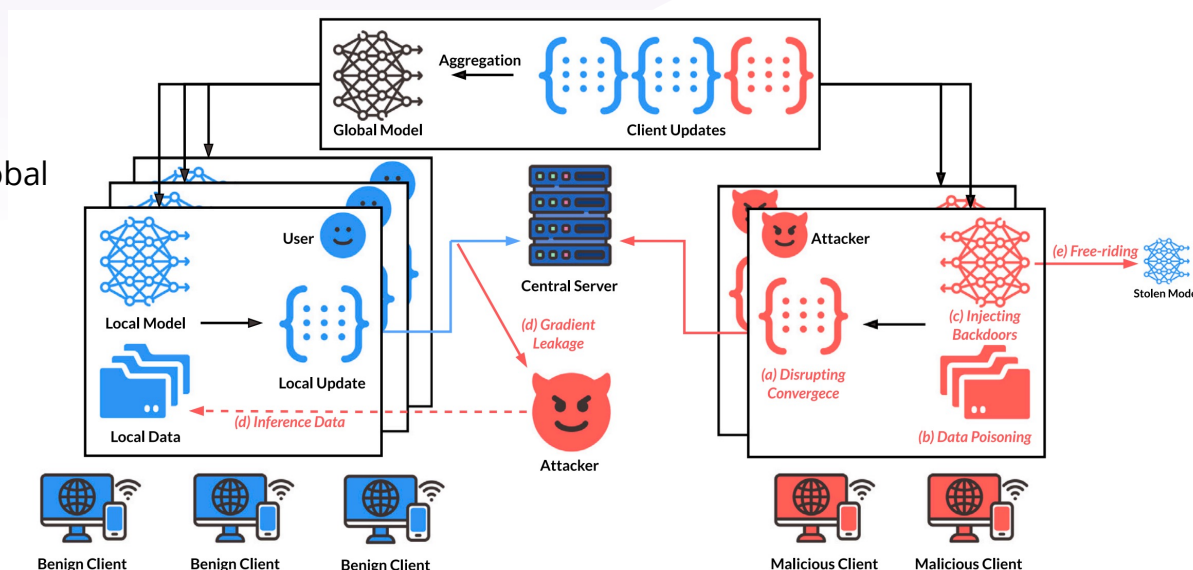 Aggregation
Global Model
Client Updates
obal
User
Local Model
Local Update
Local Data
Central Server
(d) Gradient
Leakage
(d) Inference Data
Attacker
Attacker
(e) Free-riding
Stolen Mode
(c) Injecting
Backdoors
(a) Disrupting
Convergece
(b) Data Poisoning
Benign Client
Benign Client
Benign Client
Malicious Client
Malicious Client